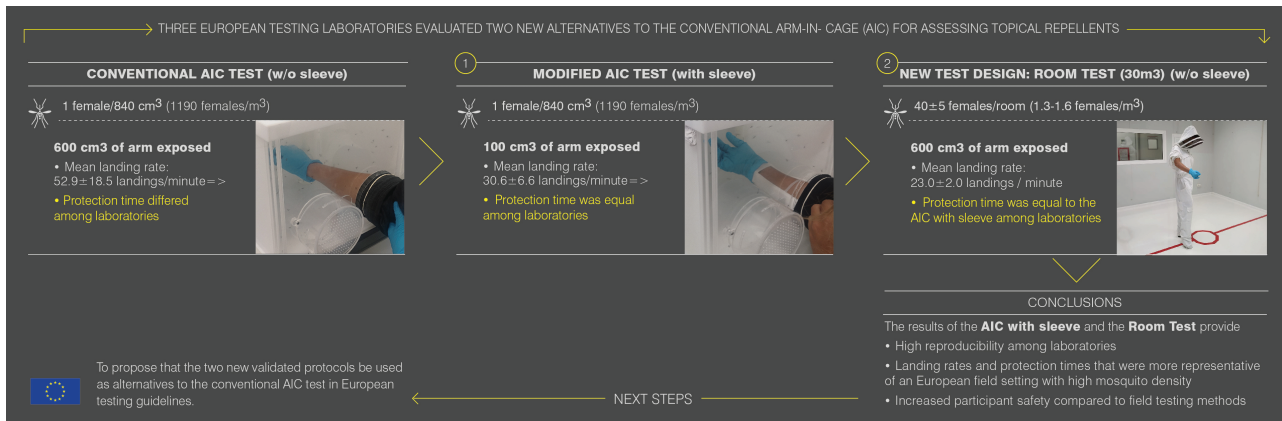 THREE EUROPEAN TESTING LABORATORIES EVALUATED TWO NEW ALTERNATIVES TO THE CONVENTIONAL ARM-IN- CAGE (AIC) FOR ASSESSING TOPICAL REPELLENTS
CONVENTIONAL AIC TEST (w/o sleeve)
1 female/840 cm³ (1190 females/m³)
600 cm3 of arm exposed
• Mean landing rate:
52.9±18.5 landings/minute=>
• Protection time differed
among laboratories
1
MODIFIED AIC TEST (with sleeve)
1 female/840 cm³ (1190 females/m³)
100 cm3 of arm exposed
• Mean landing rate:
30.6±6.6 landings/minute=>
• Protection time was equal
among laboratories
2
NEW TEST DESIGN: ROOM TEST (30m3) (w/o sleeve)
40±5 females/room (1.3-1.6 females/m³)
600 cm3 of arm exposed
• Mean landing rate:
23.0±2.0 landings / minute
• Protection time was equal to the
AIC with sleeve among laboratories
CONCLUSIONS
The results of the AIC with sleeve and the Room Test provide
• High reproducibility among laboratories
• Landing rates and protection times that were more representative
of an European field setting with high mosquito density
• Increased participant safety compared to field testing methods
NEXT STEPS
To propose that the two new validated protocols be used
as alternatives to the conventional AIC test in European
testing guidelines.